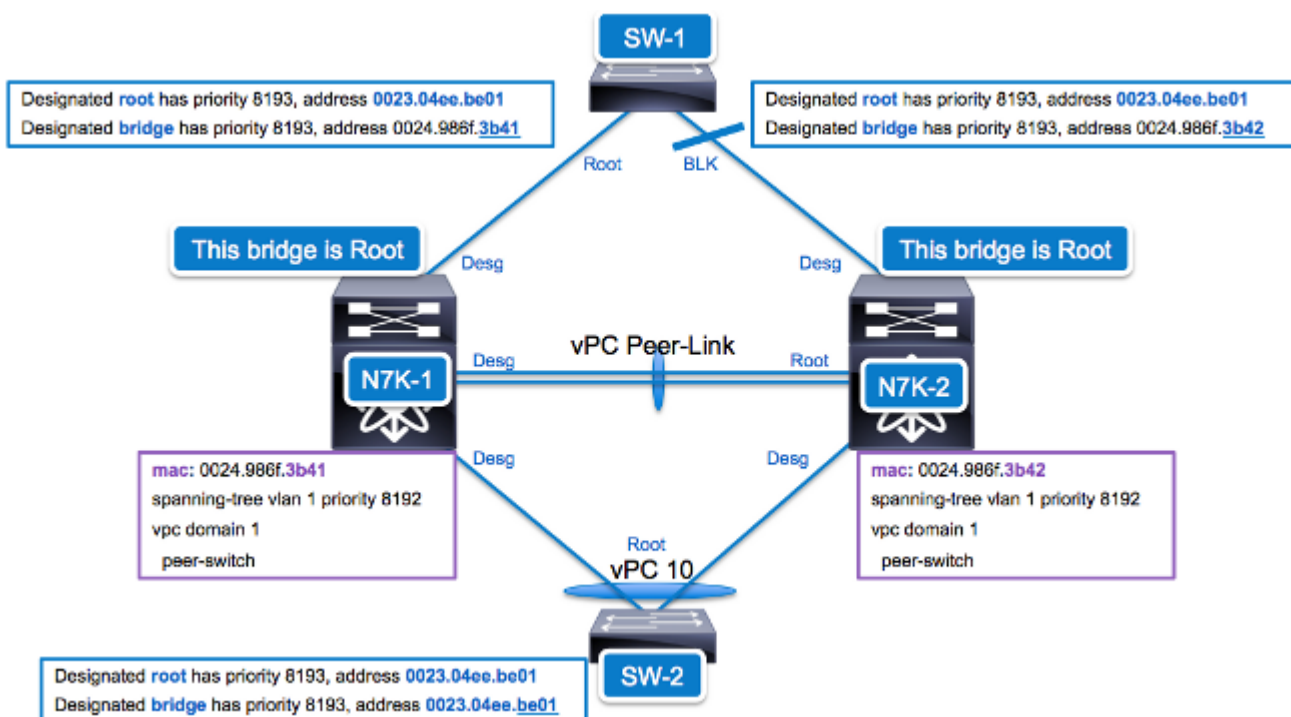 SW-1
Designated root has priority 8193, address 0023.04ee.be01
Designated bridge has priority 8193, address 0024.986f.3b41
Designated root has priority 8193, address 0023.04ee.be01
Designated bridge has priority 8193, address 0024.986f.3b42
Root
BLK
This bridge is Root
This bridge is Root
Desg
Desg
vPC Peer-Link
Desg
Root
N7K-1
N7K-2
Desg
Desg
mac: 0024.986f.3b41
spanning-tree vlan 1 priority 8192
vpc domain 1
peer-switch
mac: 0024.986f.3b42
spanning-tree vlan 1 priority 8192
vpc domain 1
peer-switch
Root
vPC 10
SW-2
Designated root has priority 8193, address 0023.04ee.be01
Designated bridge has priority 8193, address 0023.04ee.be01